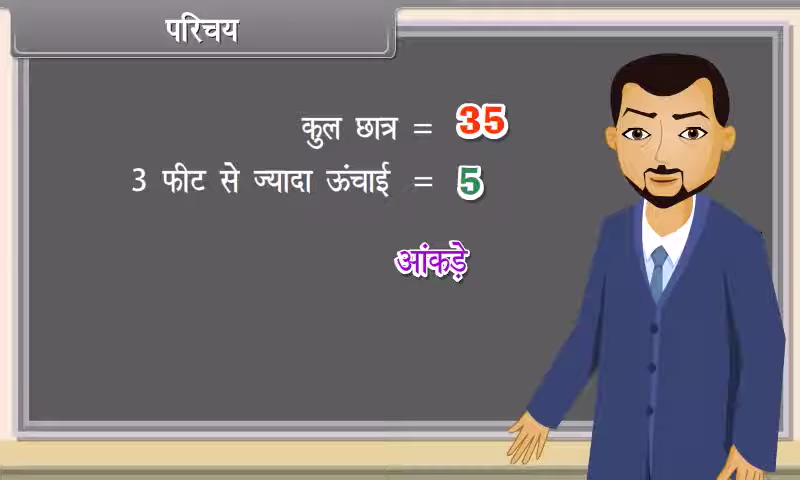 परिचय
कुल छात्र = 35
3 फीट से ज्यादा ऊंचाई = 5
आंकड़े